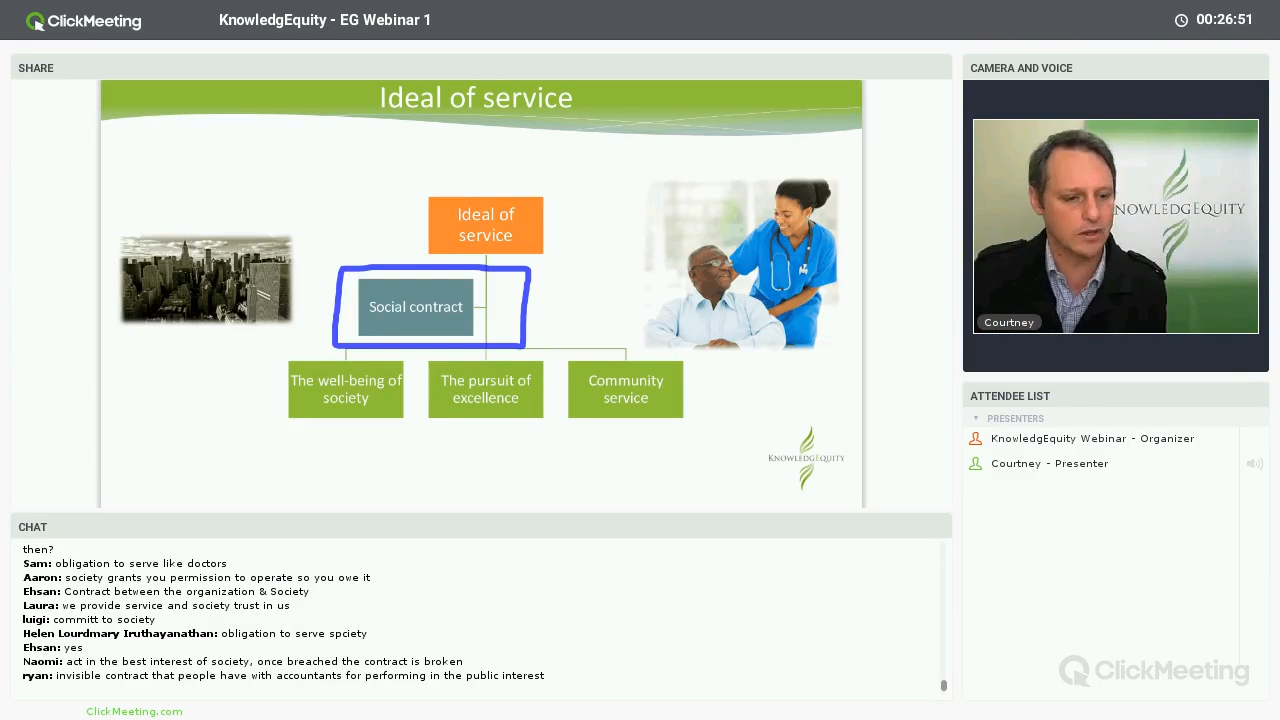 ClickMeeting
KnowledgEquity - EG Webinar 1
00:26:51
SHARE
Ideal of service
Ideal of
service
Social contract
The well-being of
society
The pursuit of
excellence
Community
service
KNOWLEDGEQUITY
CAMERA AND VOICE
NOWLEDGEQUITY
Courtney
ATTENDEE LIST
PRESENTERS
KnowledgEquity Webinar - Organizer
Courtney - Presenter
CHAT
then?
Sam: obligation to serve like doctors
Aaron: society grants you permission to operate so you owe it
Ehsan: Contract between the organization & Society
Laura: we provide service and society trust in us
luigi: committ to society
Helen Lourdmary Iruthayanathan: obligation to serve spciety
Ehsan: yes
Naomi: act in the best interest of society, once breached the contract is broken
ryan: invisible contract that people have with accountants for performing in the public interest
ClickMeeting
ClickMeeting.com